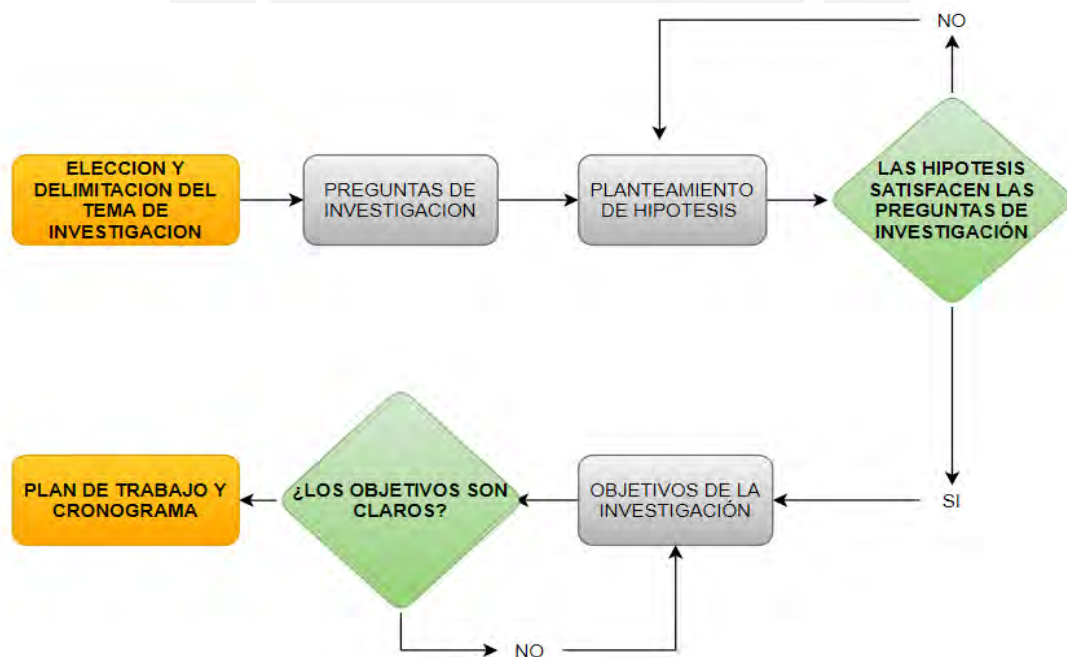 NO
ELECCION Y
DELIMITACION DEL
TEMA DE
INVESTIGACION
PREGUNTAS DE
INVESTIGACION
PLANTEAMIENTO
DE HIPOTESIS
LAS HIPOTESIS
SATISFACEN LAS
PREGUNTAS DE
INVESTIGACIÓN
SI
OBJETIVOS DE LA
INVESTIGACIÓN
¿LOS OBJETIVOS SON
CLAROS?
NO
PLAN DE TRABAJO Y
CRONOGRAMA